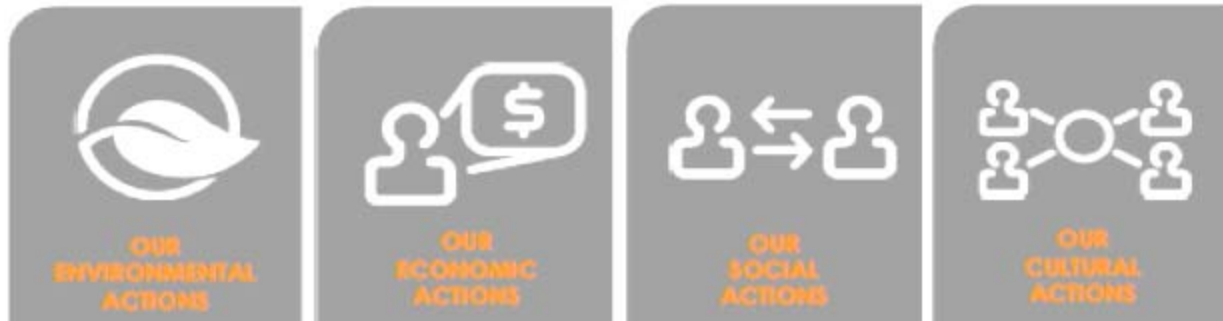 OUR
ENVIRONMENTAL
ACTIONS
$
OUR
ECONOMIC
ACTIONS
OUR
SOCIAL
ACTIONS
OUR
CULTURAL
ACTIONS